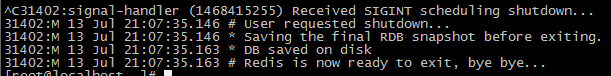 ^C31402:signal-handler (1468415255) Received SIGINT scheduling shutdown...
31402:M 13 Jul 21:07:35.146 # User requested shutdown...
31402:M 13 Jul 21:07:35.146 * Saving the final RDB snapshot before exiting.
31402:M 13 Jul 21:07:35.163 * DB saved on disk
31402:M 13 Jul 21:07:35.163 # Redis is now ready to exit, bye bye...
[root@localhost ~]#